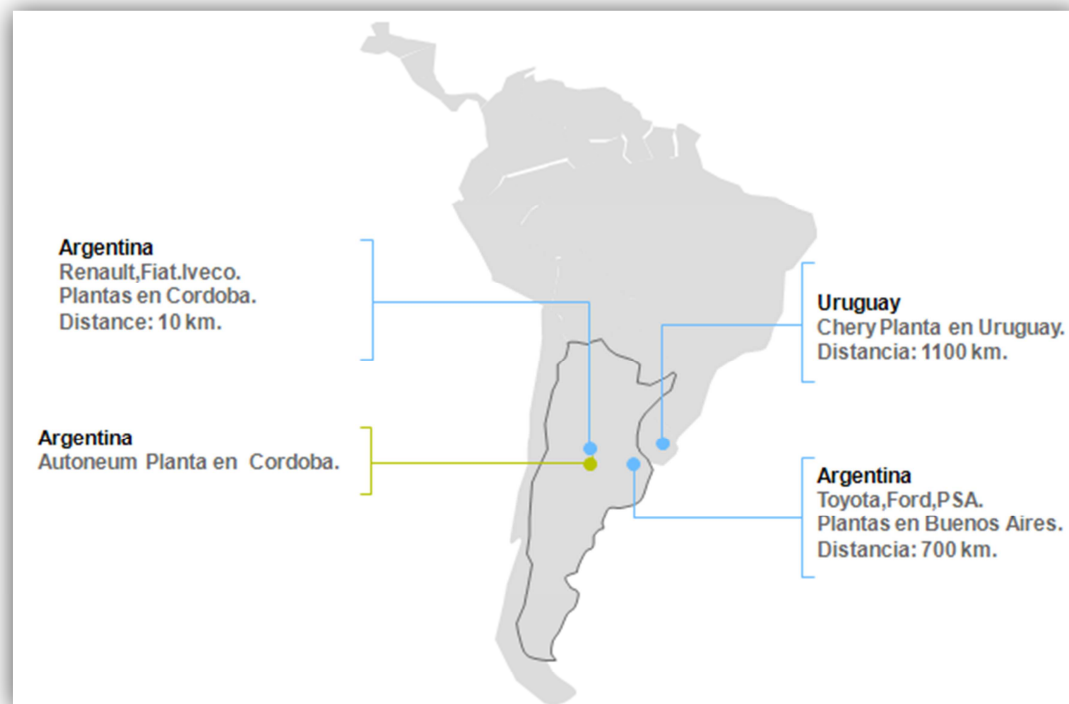 Argentina
Renault,Fiat.Iveco.
Plantas en Cordoba.
Distance: 10 km.
Argentina
Autoneum Planta en Cordoba.
Uruguay
Chery Planta en Uruguay.
Distancia: 1100 km.
Argentina
Toyota,Ford,PSA.
Plantas en Buenos Aires.
Distancia: 700 km.